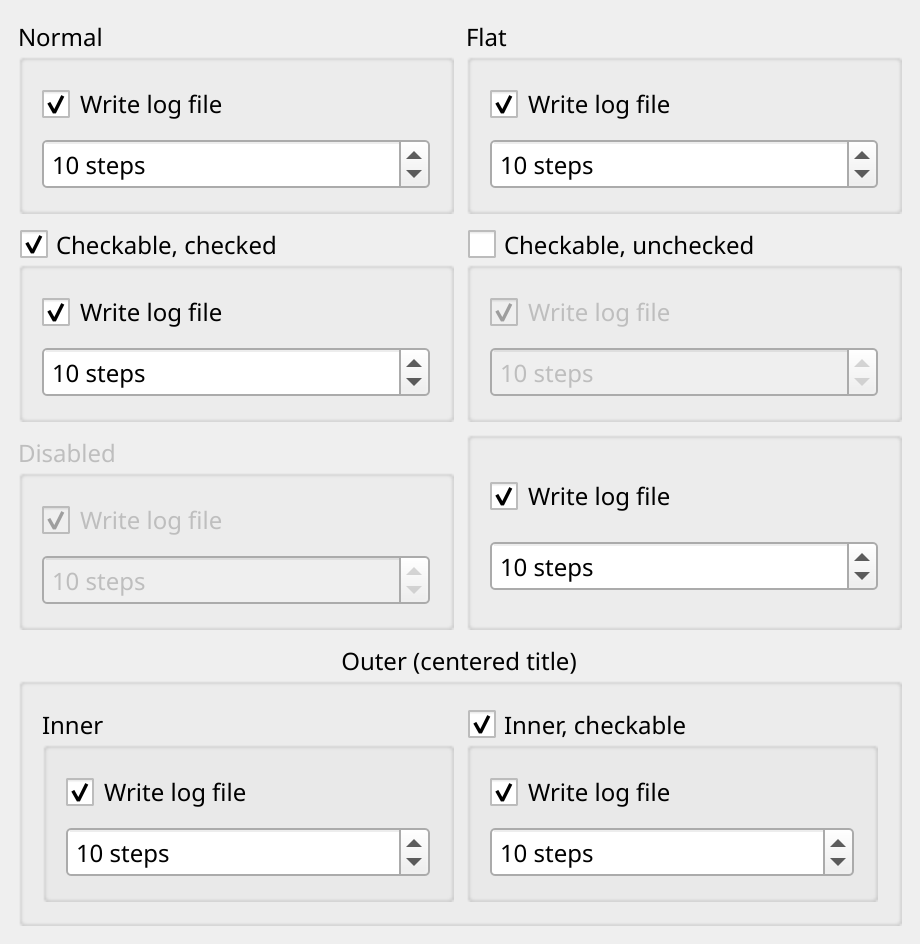 Normal
Write log file
10 steps
Flat
Write log file
10 steps
Checkable, checked
Write log file
10 steps
Checkable, unchecked
Write log file
10 steps
Disabled
Write log file
10 steps
Write log file
10 steps
Outer (centered title)
Inner
Write log file
10 steps
Inner, checkable
Write log file
10 steps